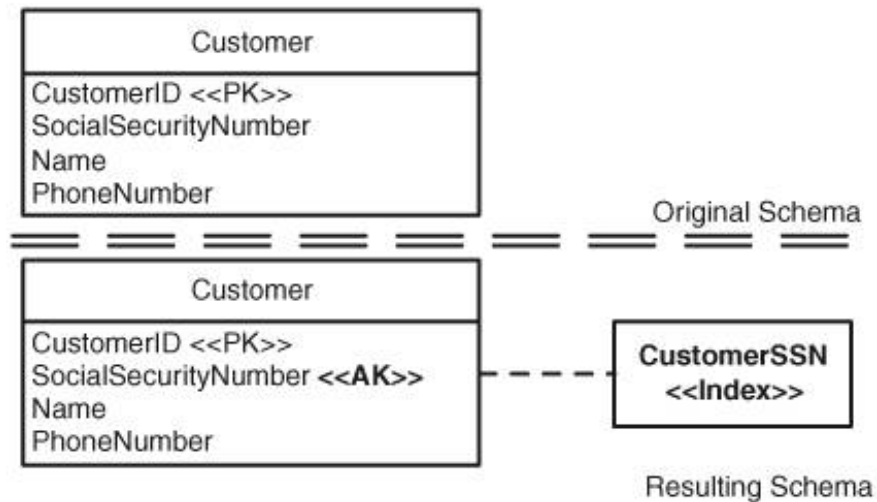 Customer
CustomerID <<PK>>
SocialSecurityNumber
Name
PhoneNumber
Original Schema
Customer
CustomerID <<PK>>
SocialSecurityNumber <<AK>>
Name
PhoneNumber
CustomerSSN
<<Index>>
Resulting Schema